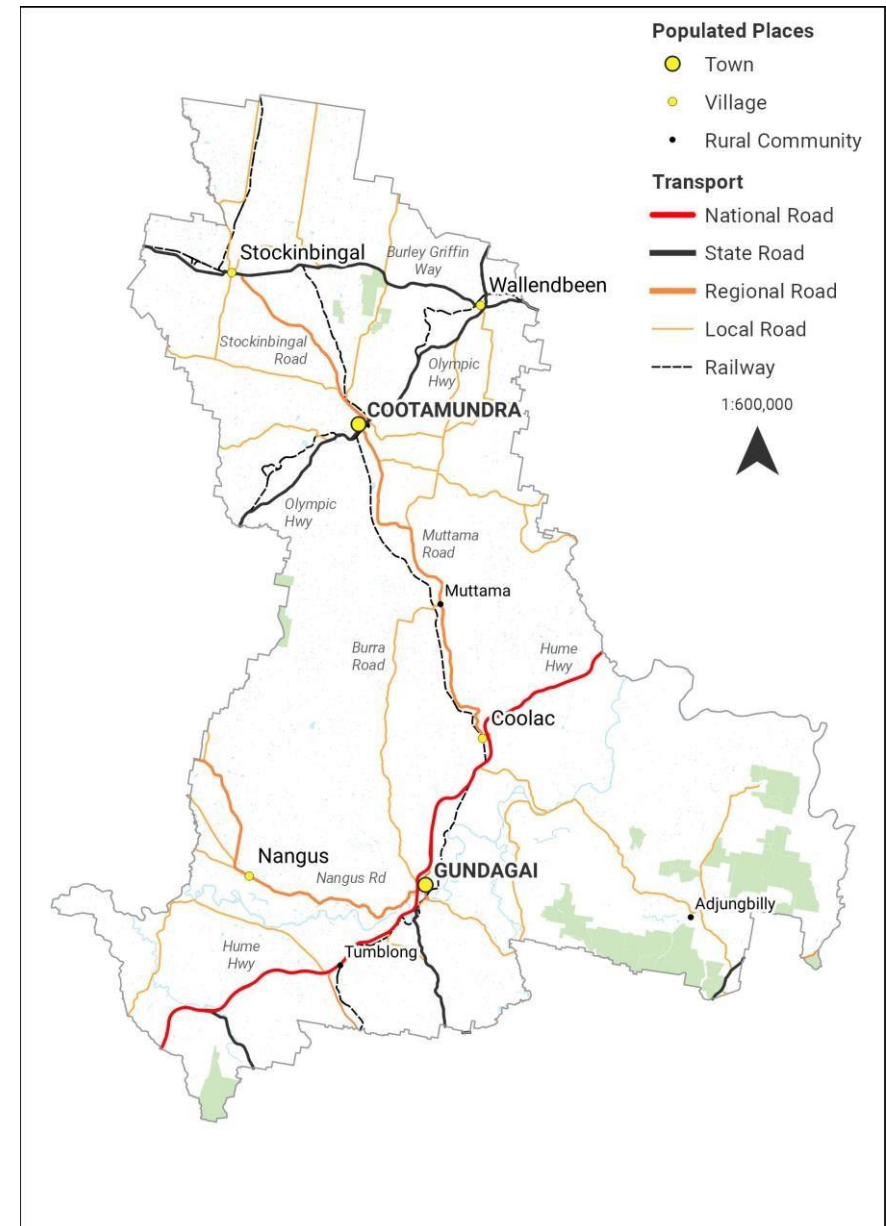 Populated Places
Town
Village
Rural Community
Transport
National Road
State Road
Regional Road
Local Road
Railway
1:600,000
Stockinbingal
Burley Griffin
Way
Wallendbeen
Stockinbingal
Road
Olympic
Hwy
COOTAMUNDRA
Olympic
Hwy
Muttama
Road
Muttama
Burra
Road
Hume
Hwy
Coolac
Nangus
Nangus Rd
GUNDAGAI
Adjungbilly
Hume
Hwy
Tumblong